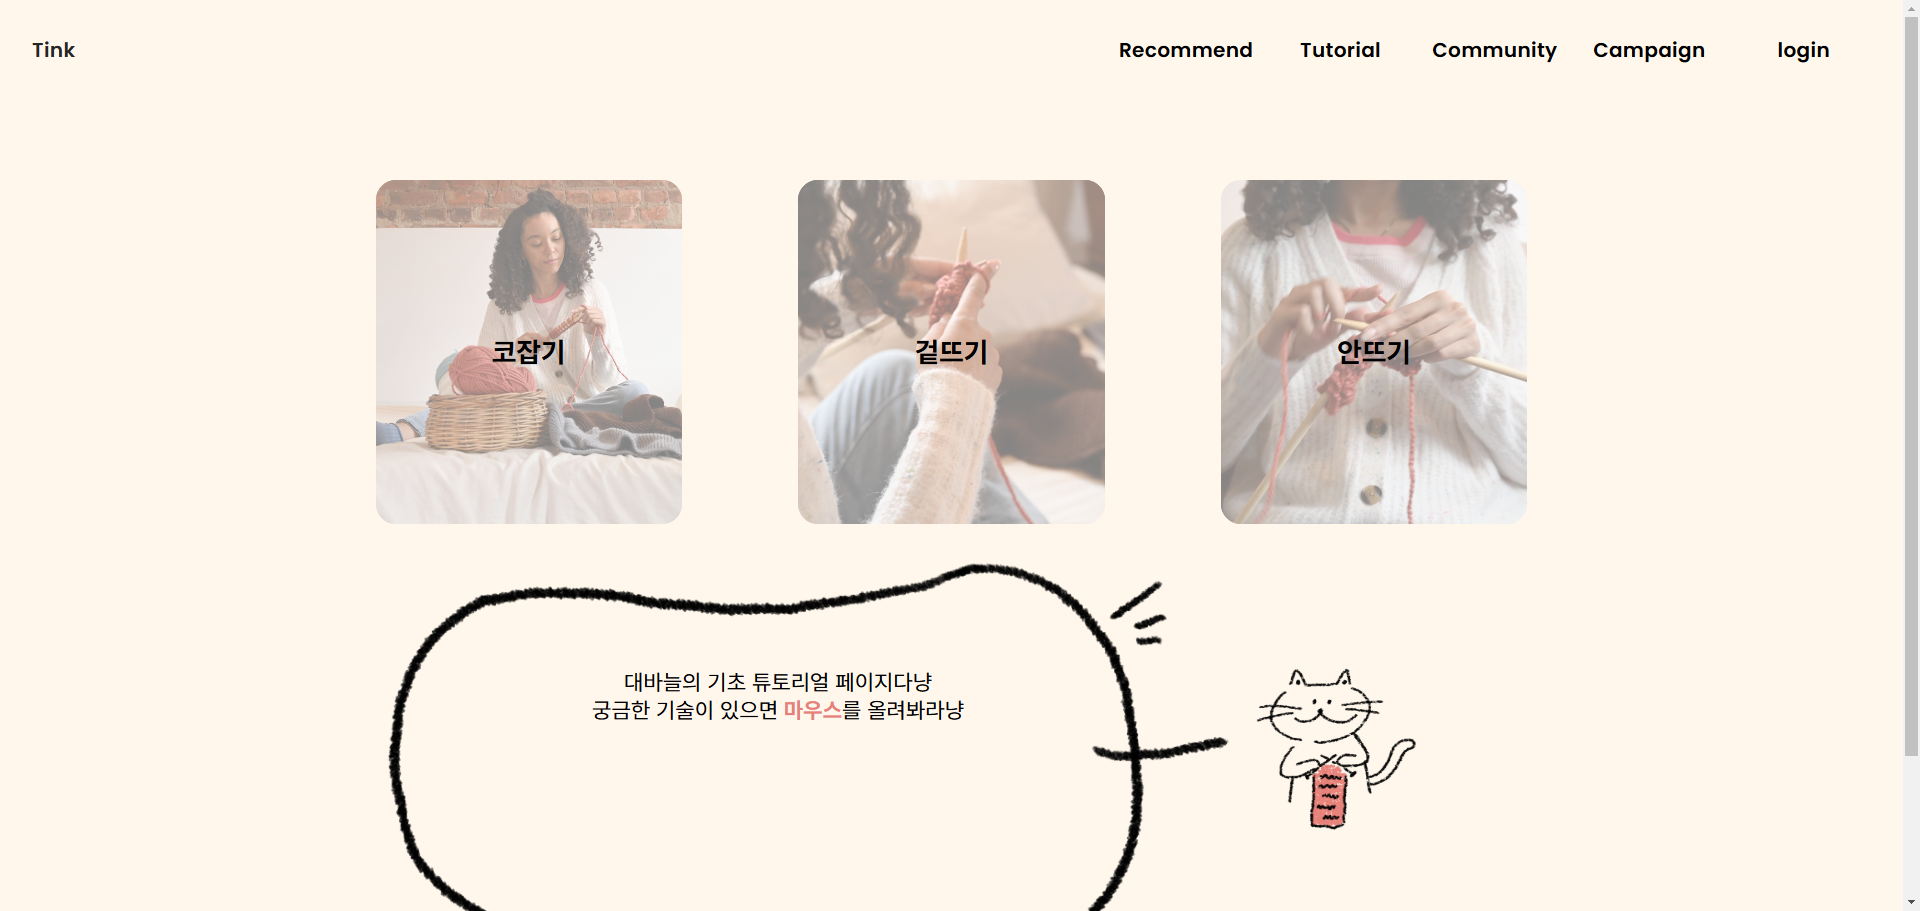 Tink
Recommend
Tutorial
Community
Campaign
login
코잡기
겉뜨기
안뜨기
대바늘의 기초 튜토리얼 페이지다냥
궁금한 기술이 있으면 마우스를 올려봐라냥